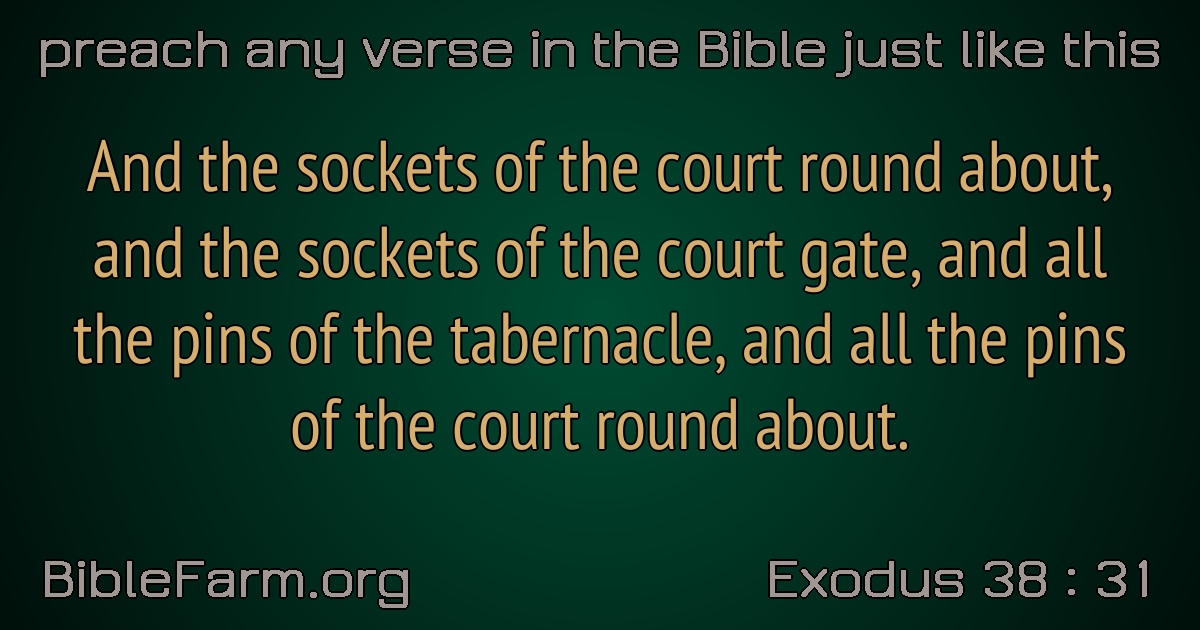 preach any verse in the Bible just like this
And the sockets of the court round about,
and the sockets of the court gate, and all
the pins of the tabernacle, and all the pins
of the court round about.
BibleFarm.org
Exodus 38 : 31